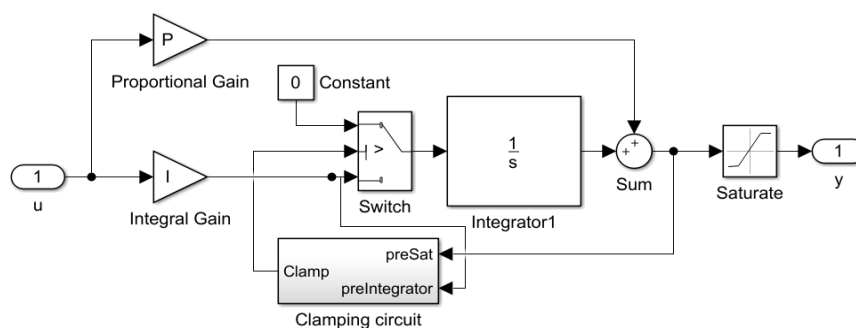 P
Proportional Gain
0
Constant
1
u
I
Integral Gain
>
Switch
1
s
Integrator1
+
+
Sum
Saturate
1
y
Clamp
preSat
preIntegrator
Clamping circuit